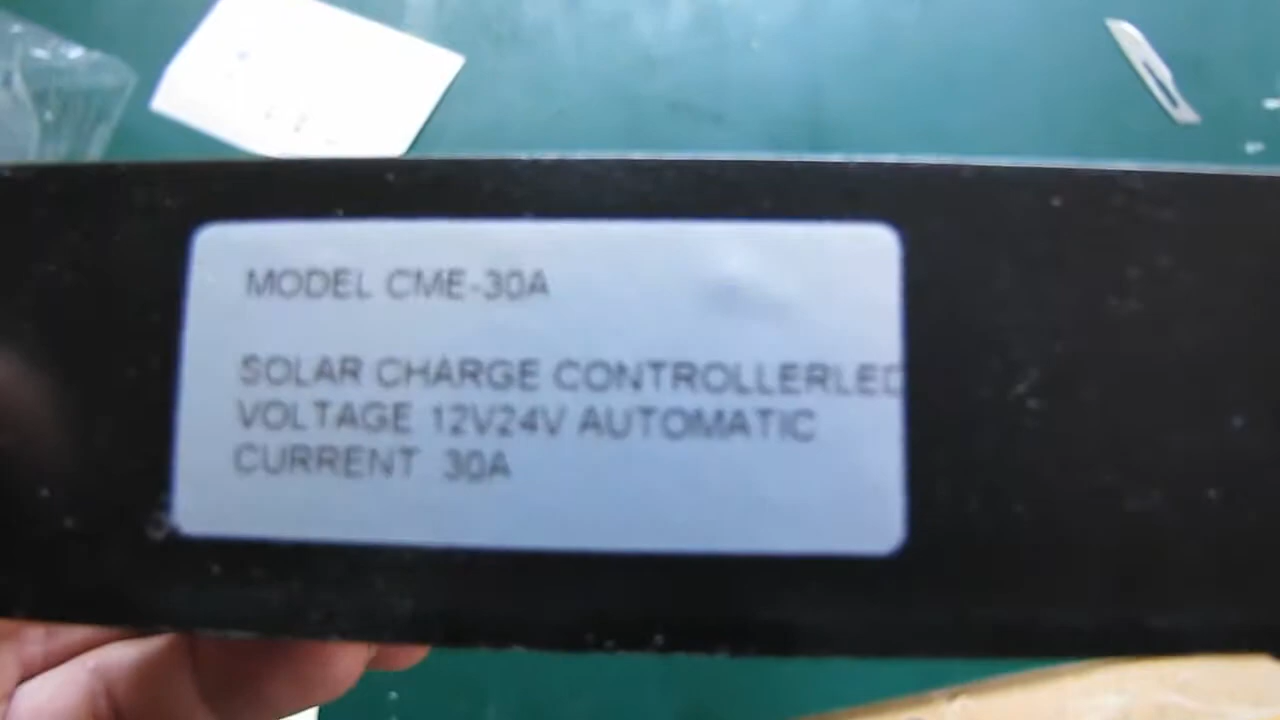 MODEL CME-30A
SOLAR CHARGE CONTROLLERLED
VOLTAGE 12V24V AUTOMATIC
CURRENT 30A